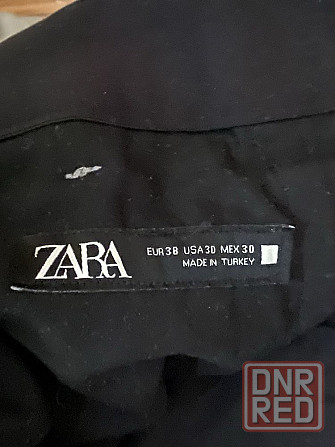 ZARA
EUR 38 USA 30 MEX 30
MADE IN TURKEY
DNR
RED